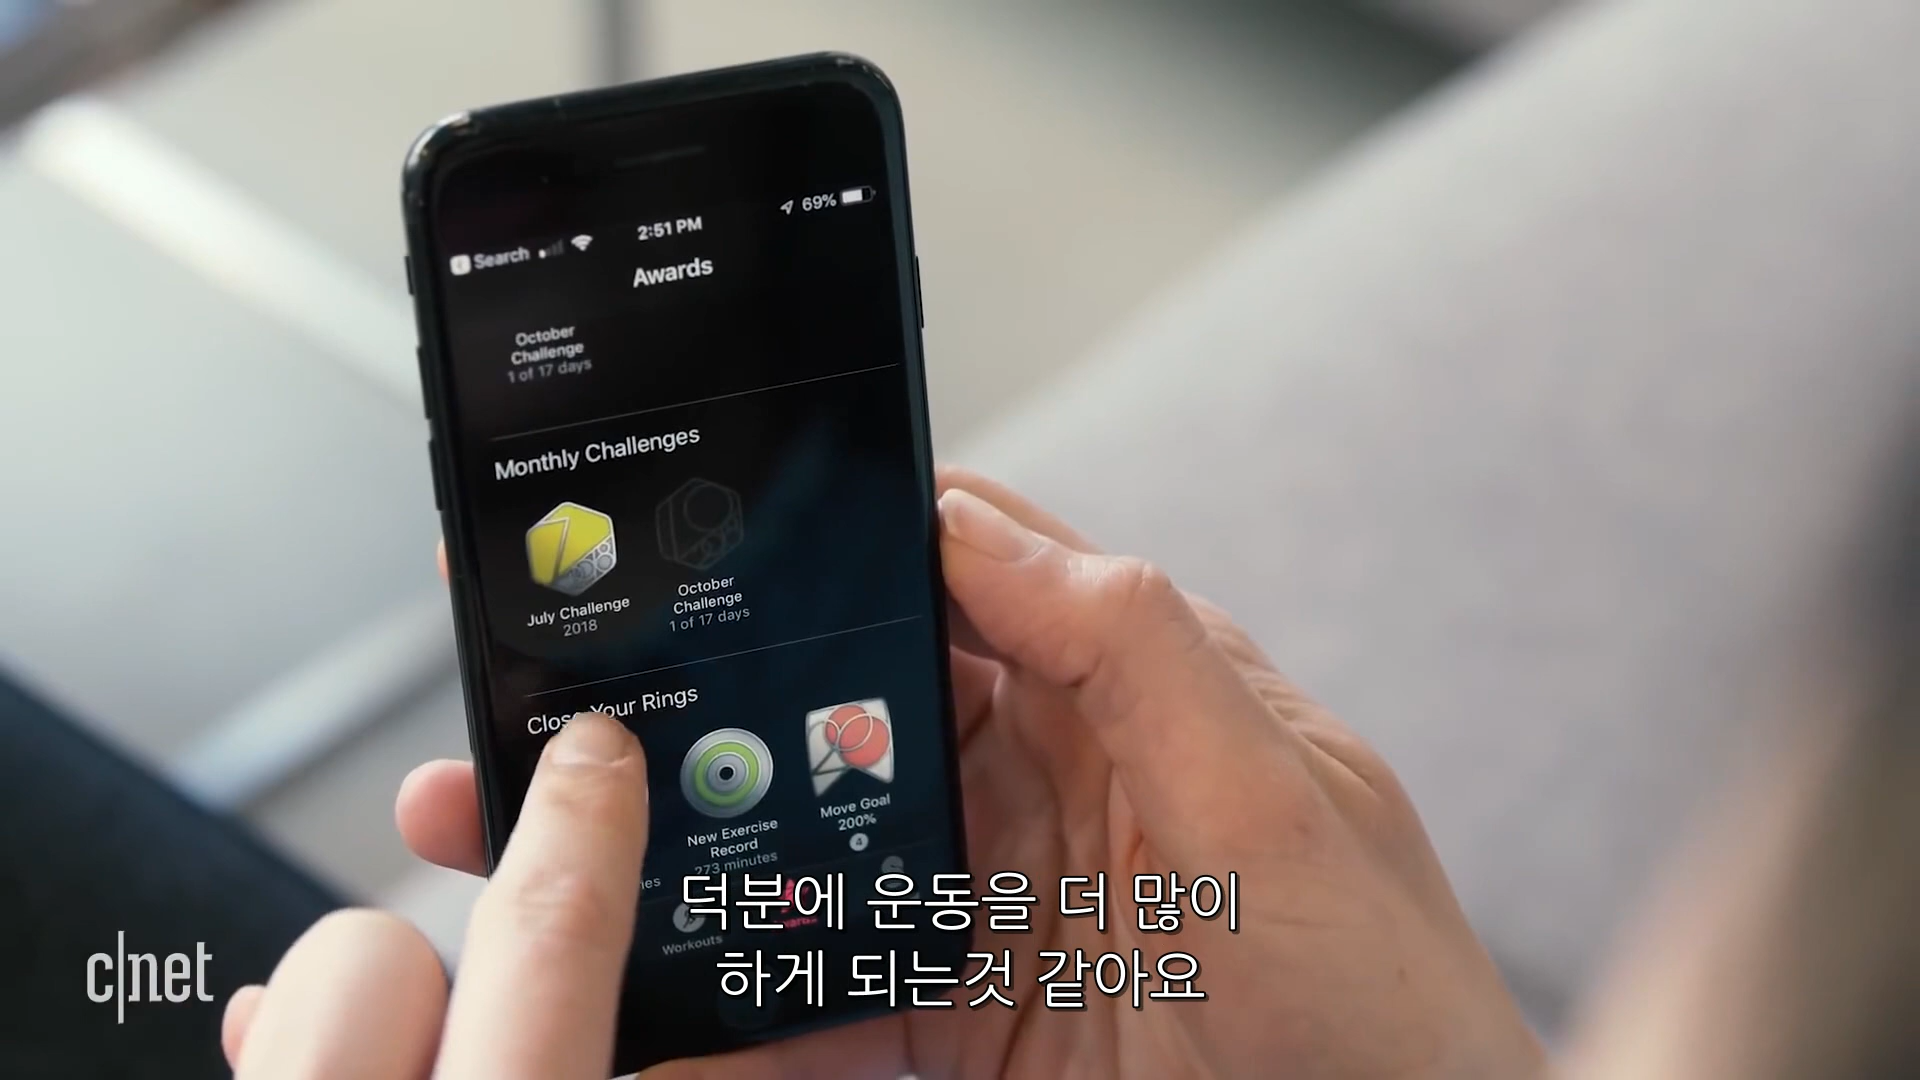 Search
2:51 PM
69%
Awards
October
Challenge
1 of 17 days
Monthly Challenges
July Challenge
2018
October
Challenge
1 of 17 days
Close Your Rings
New Exercise
Record
273 minutes
Move Goal
200%
4
Workouts
덕분에 운동을 더 많이
하게 되는것 같아요
c|net